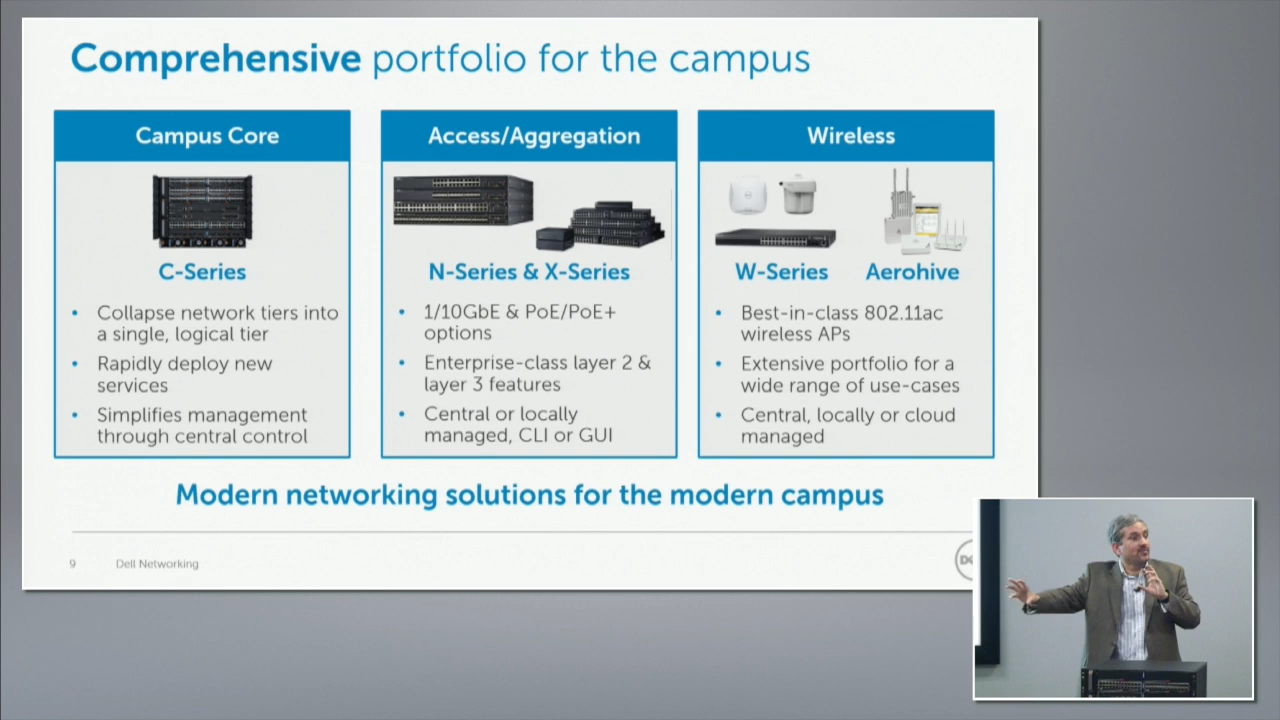 Comprehensive portfolio for the campus
Campus Core
C-Series
• Collapse network tiers into
a single, logical tier
• Rapidly deploy new
services
• Simplifies management
through central control
Access/Aggregation
N-Series & X-Series
• 1/10GbE & PoE/PoE+
options
• Enterprise-class layer 2 &
layer 3 features
• Central or locally
managed, CLI or GUI
Wireless
W-Series Aerohive
• Best-in-class 802.11ac
wireless APs
• Extensive portfolio for a
wide range of use-cases
• Central, locally or cloud
managed
Modern networking solutions for the modern campus
9 Dell Networking